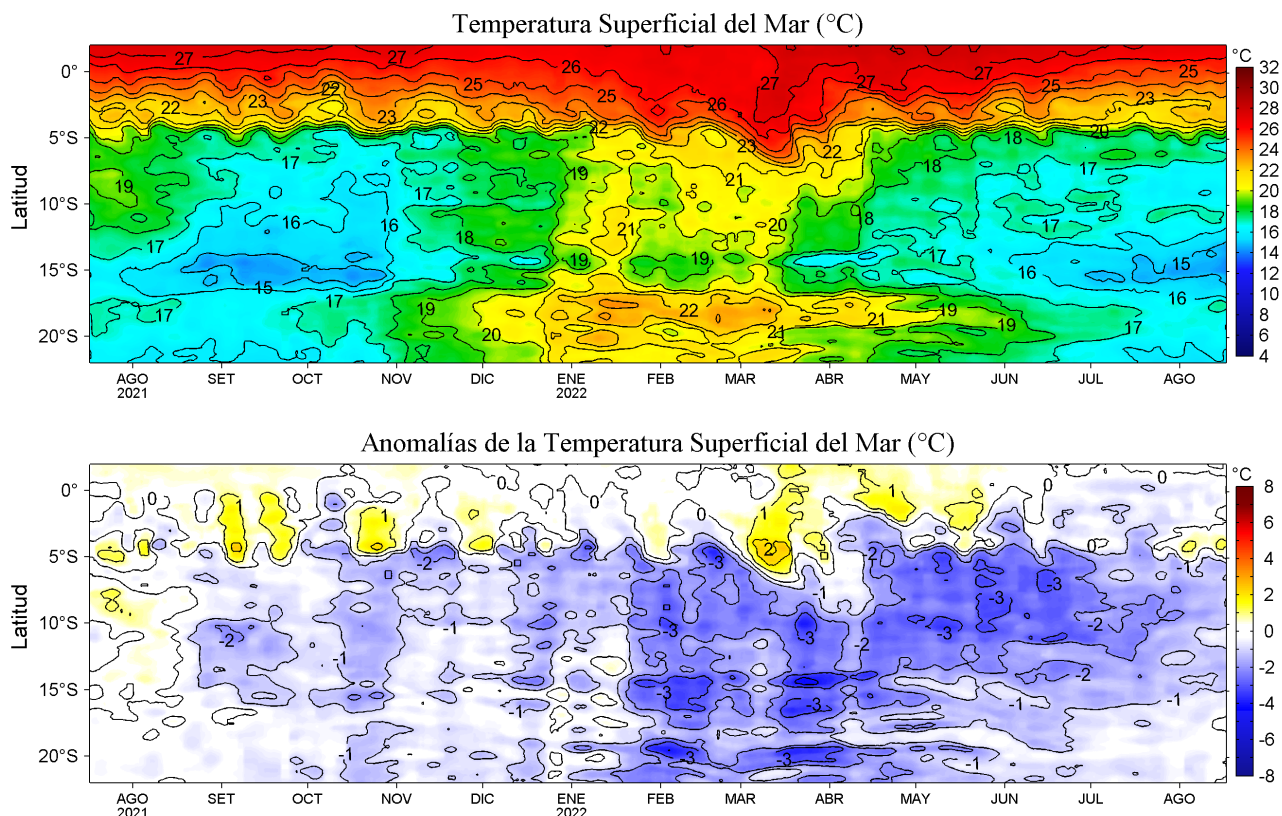 Temperatura Superficial del Mar (°C)
°C
32
30
28
26
24
22
20
18
16
14
12
10
8
6
4
Latitud
0°
5°S
10°S
15°S
20°S
27 27 26 27 27 27 25
25 25 26 25
22 23 22 23 22 23 22 20 23
17 19 21 18 18 17
19 17 16 16 17 18 21 20 18 17
17 15 19 19 16 15 16
17 17 19 20 22 21 21 19 19 17
AGO SET OCT NOV DIC ENE FEB MAR ABR MAY JUN JUL AGO
2021 2022
Anomalías de la Temperatura Superficial del Mar (°C)
°C
8
6
4
2
0
-2
-4
-6
-8
Latitud
0°
5°S
10°S
15°S
20°S
0 0 0 0 1 1 0
1 -2 -3 2 2 0 -1
-2 -1 -1 -3 -1 -3 -2 -3 -3 -2
-1 -3 -3 -2 -1
-1 -3 -3 -1
AGO SET OCT NOV DIC ENE FEB MAR ABR MAY JUN JUL AGO
2021 2022